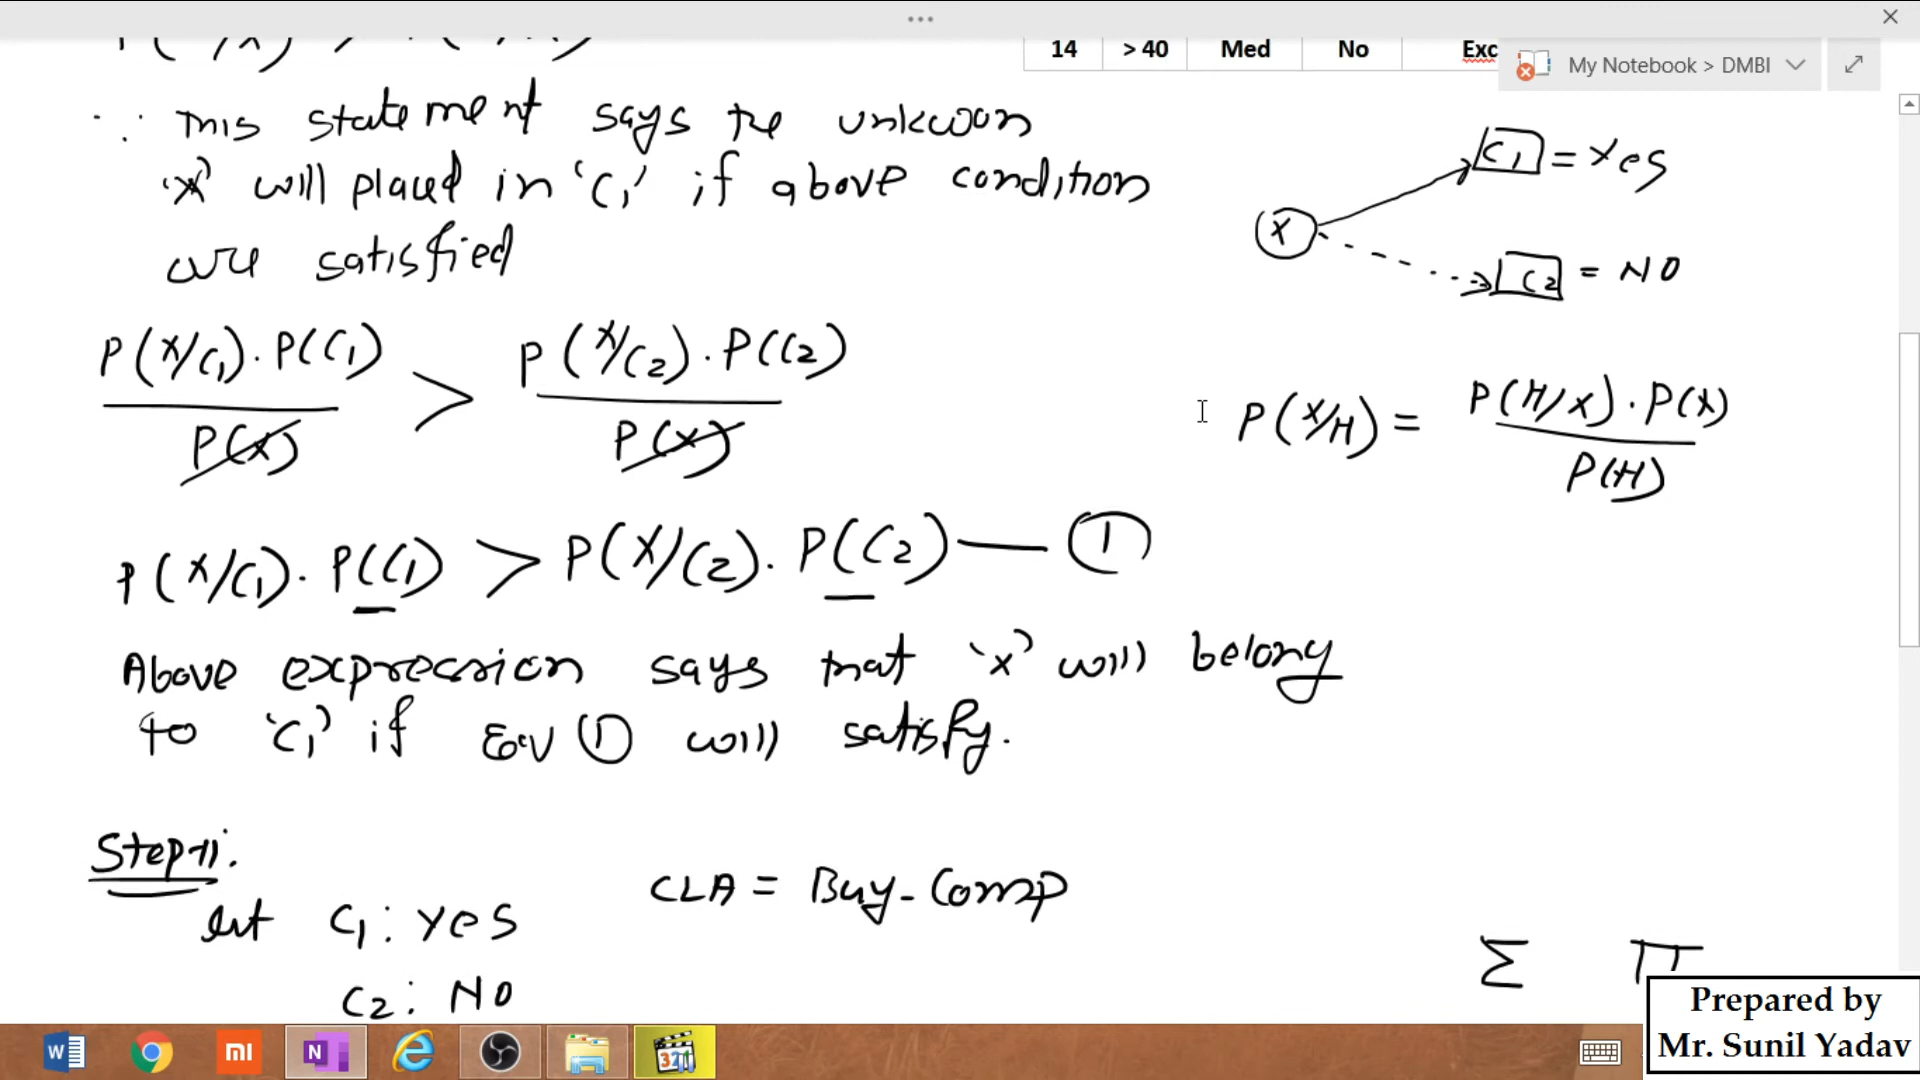 14 > 40 Med No Exc
My Notebook > DMBI
∵ This statement says the unknown
'X' will placed in 'C₁' if above condition
are satisfied
C₁ = Yes
X
C₂ = NO
P(X/C₁)·P(C₁) / P(X) > P(X/C₂)·P(C₂) / P(X)
P(X/H) = P(H/X)·P(X) / P(H)
P(X/C₁)·P(C₁) > P(X/C₂)·P(C₂) — ①
Above expression says that 'x' will belong
to 'C₁' if ① will satisfy.
Step-II:
let C₁: Yes
CLA = Buy-Comp
C₂: NO
Σ Π
Prepared by
Mr. Sunil Yadav
W mi N e 321